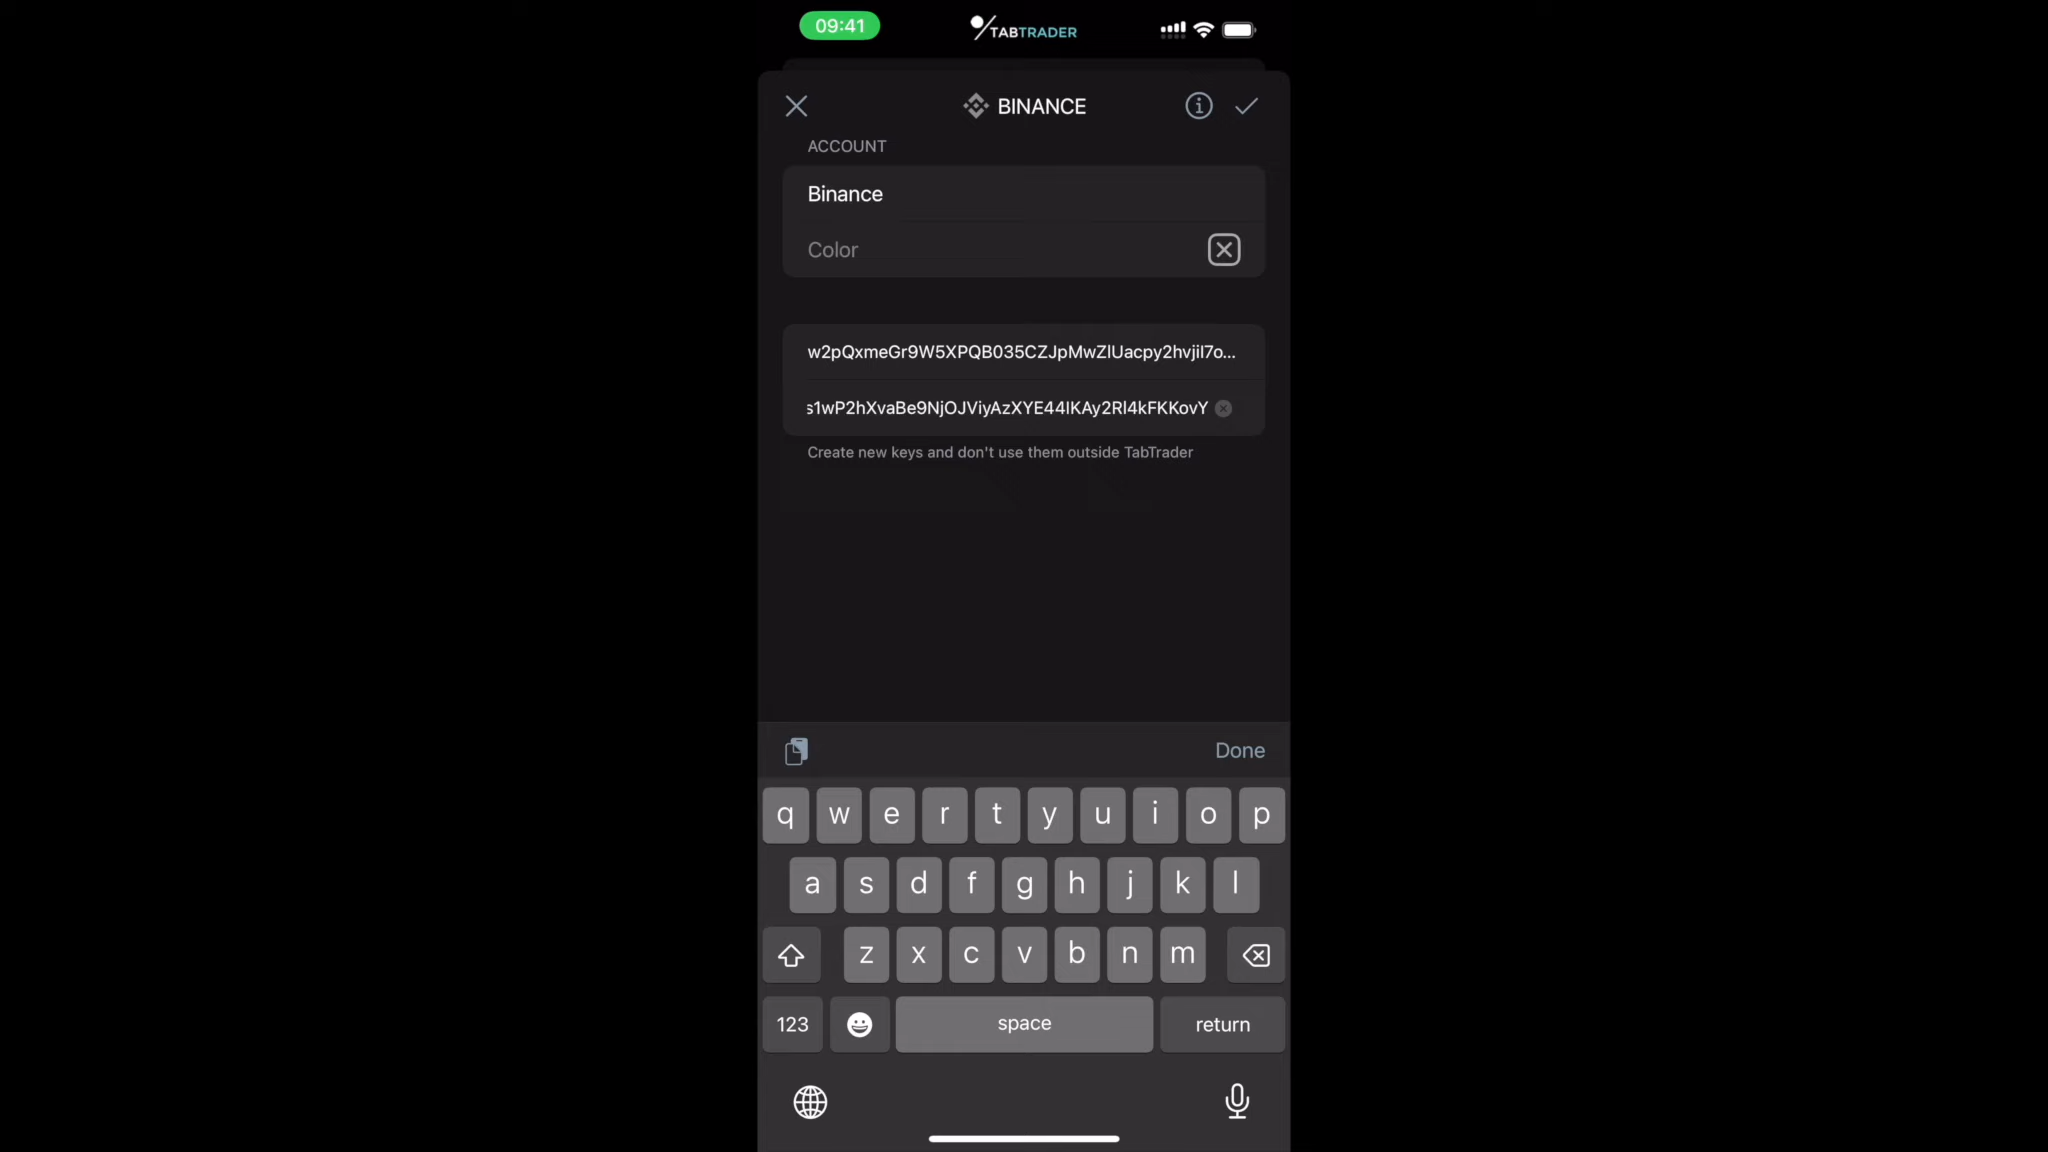 09:41
TABTRADER
BINANCE
ACCOUNT
Binance
Color
w2pQxmeGr9W5XPQB035CZJpMwZlUacpy2hvjil7o...
s1wP2hXvaBe9NjOJViyAzXYE44lKAy2Rl4kFKKovY
Create new keys and don't use them outside TabTrader
Done
q w e r t y u i o p
a s d f g h j k l
z x c v b n m
123 space return